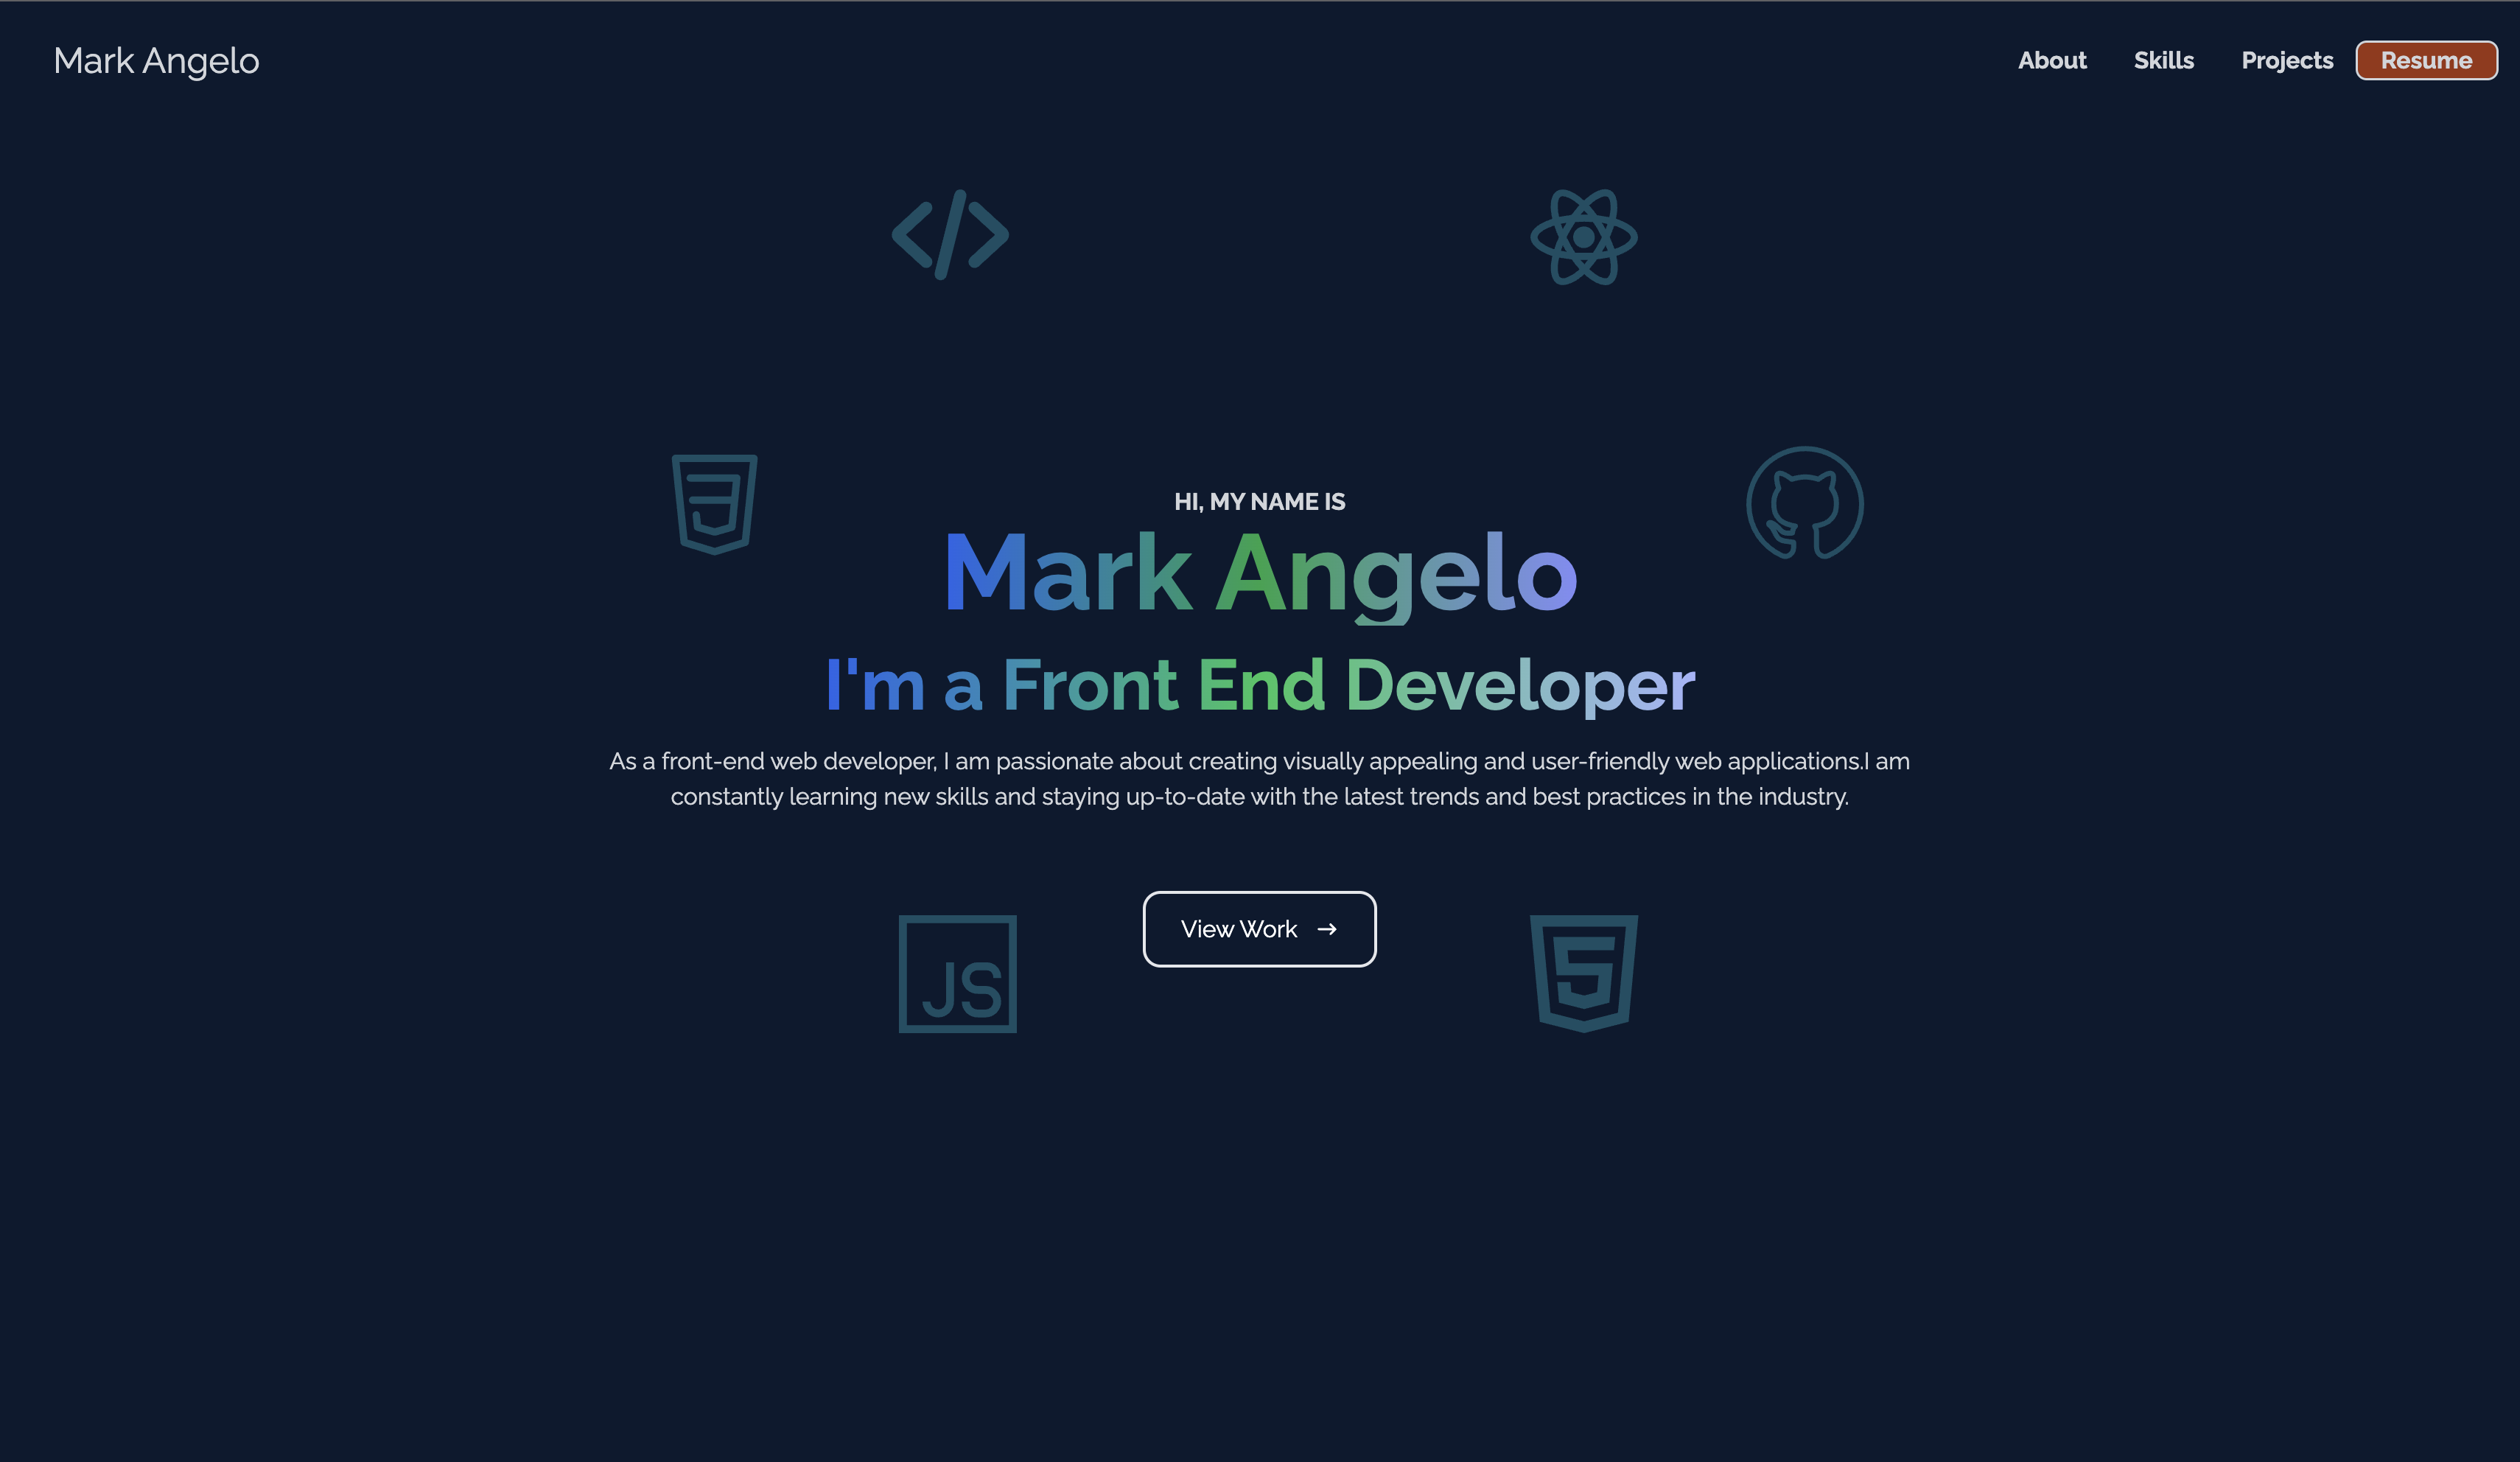 Mark Angelo
About Skills Projects Resume
HI, MY NAME IS
Mark Angelo
I'm a Front End Developer
As a front-end web developer, I am passionate about creating visually appealing and user-friendly web applications.I am
constantly learning new skills and staying up-to-date with the latest trends and best practices in the industry.
View Work →
JS